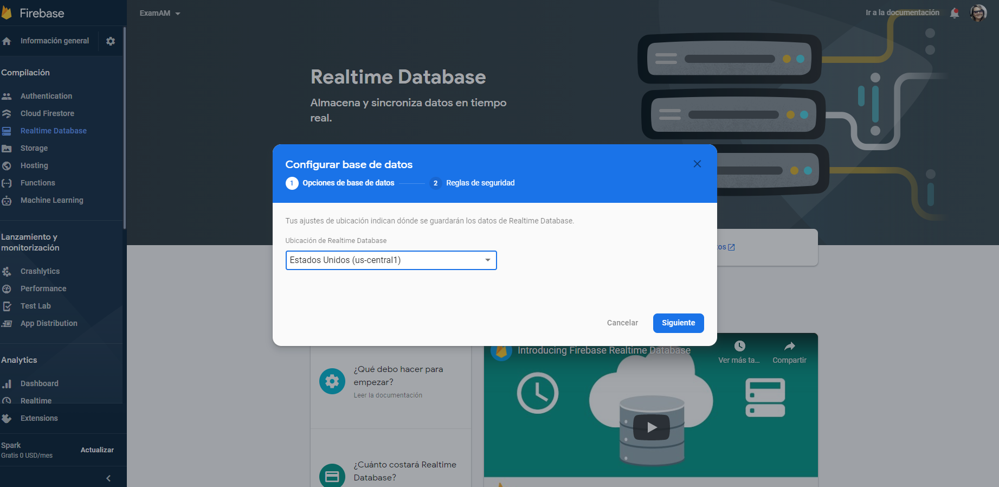 Firebase
ExamAM
Ir a la documentación
Información general
Compilación
Authentication
Cloud Firestore
Realtime Database
Storage
Hosting
Functions
Machine Learning
Lanzamiento y
monitorización
Crashlytics
Performance
Test Lab
App Distribution
Analytics
Dashboard
Realtime
Extensions
Spark
Gratis 0 USD/mes
Actualizar
Realtime Database
Almacena y sincroniza datos en tiempo
real.
Configurar base de datos
1 Opciones de base de datos
2 Reglas de seguridad
Tus ajustes de ubicación indican dónde se guardarán los datos de Realtime Database.
Ubicación de Realtime Database
Estados Unidos (us-central1)
Cancelar
Siguiente
¿Qué debo hacer para
empezar?
Leer la documentación
¿Cuánto costará Realtime
Database?
Introducing Firebase Realtime Database
Ver más ta...
Compartir